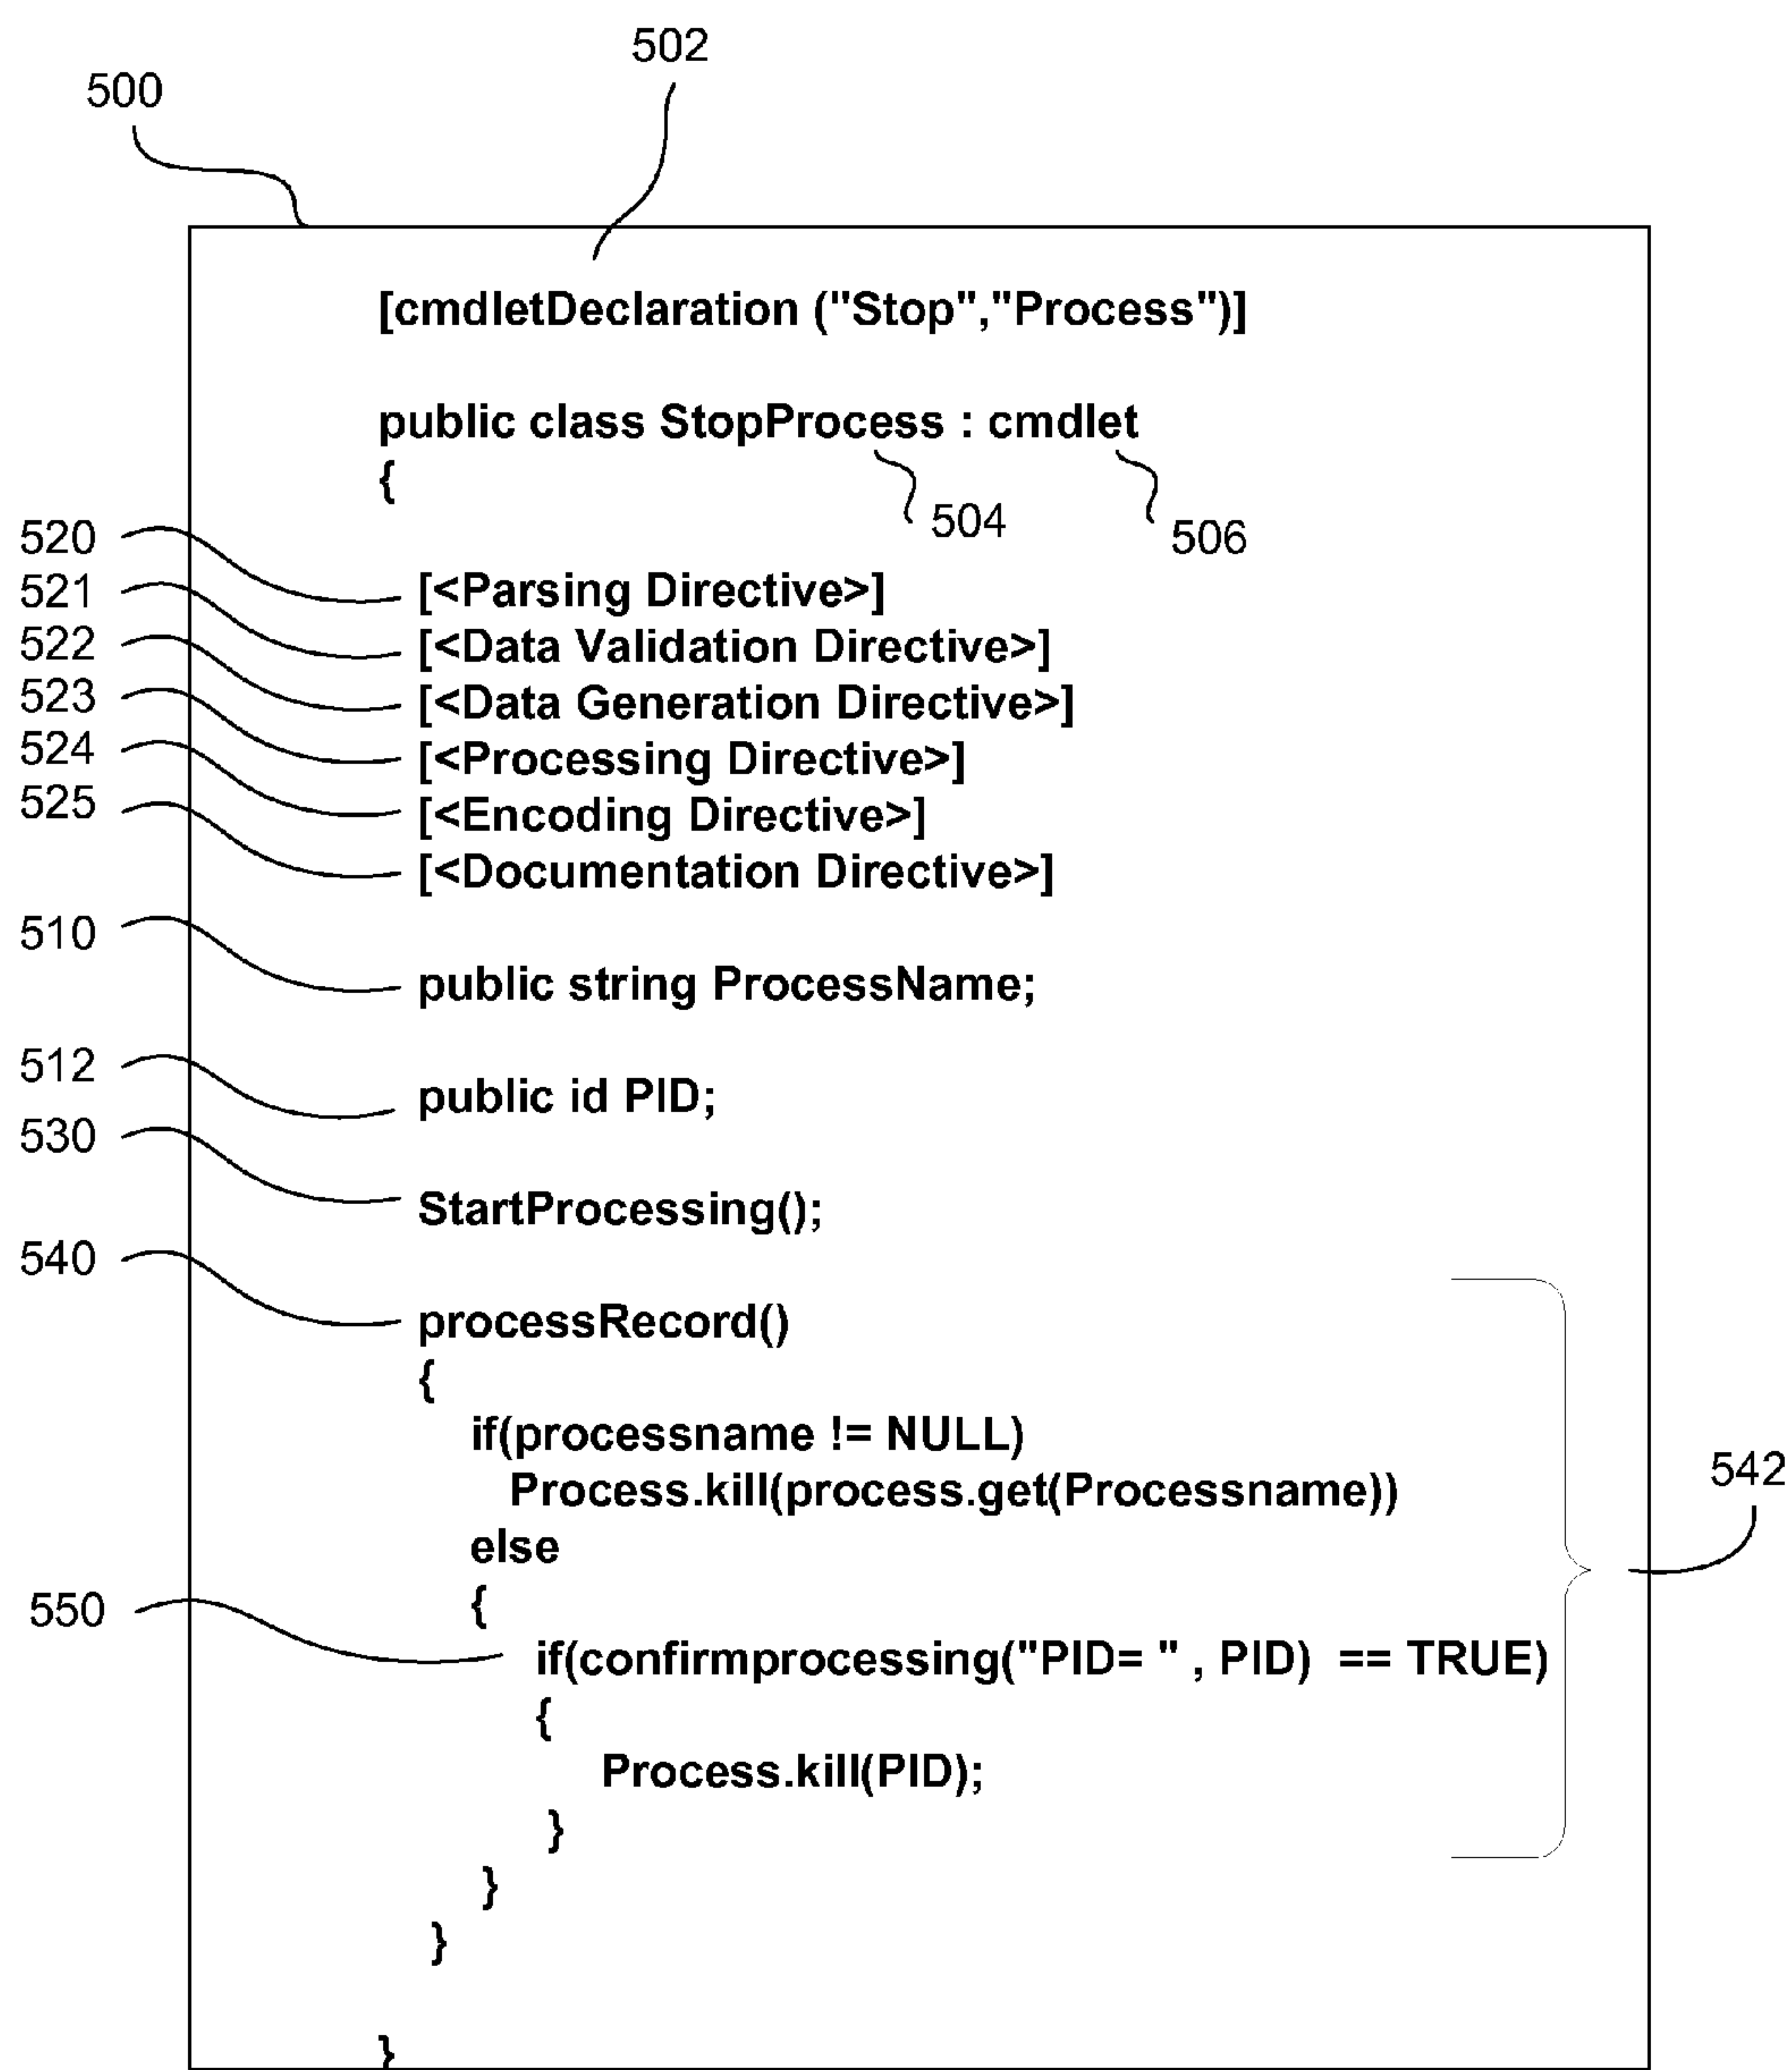 502
500
[cmdletDeclaration ("Stop","Process")]
public class StopProcess : cmdlet
{
504
506
520
[<Parsing Directive>]
521
[<Data Validation Directive>]
522
[<Data Generation Directive>]
523
[<Processing Directive>]
524
[<Encoding Directive>]
525
[<Documentation Directive>]
510
public string ProcessName;
512
public id PID;
530
StartProcessing();
540
processRecord()
{
if(processname != NULL)
Process.kill(process.get(Processname))
542
else
{
550
if(confirmprocessing("PID= " , PID) == TRUE)
{
Process.kill(PID);
}
}
}
}